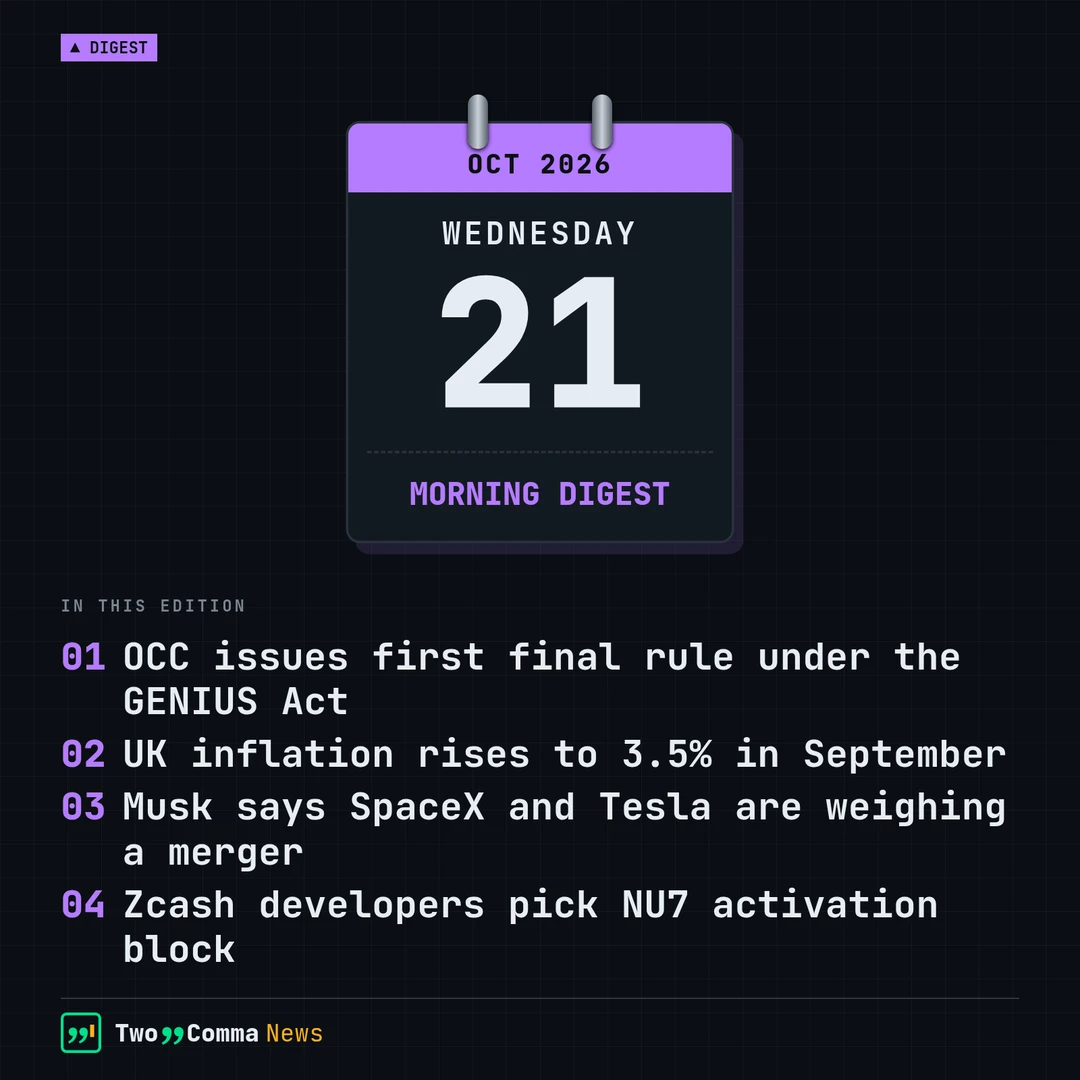 ▲ DIGEST
OCT 2026
WEDNESDAY
21
MORNING DIGEST
IN THIS EDITION
01 OCC issues first final rule under the
GENIUS Act
02 UK inflation rises to 3.5% in September
03 Musk says SpaceX and Tesla are weighing
a merger
04 Zcash developers pick NU7 activation
block
Two,,Comma News